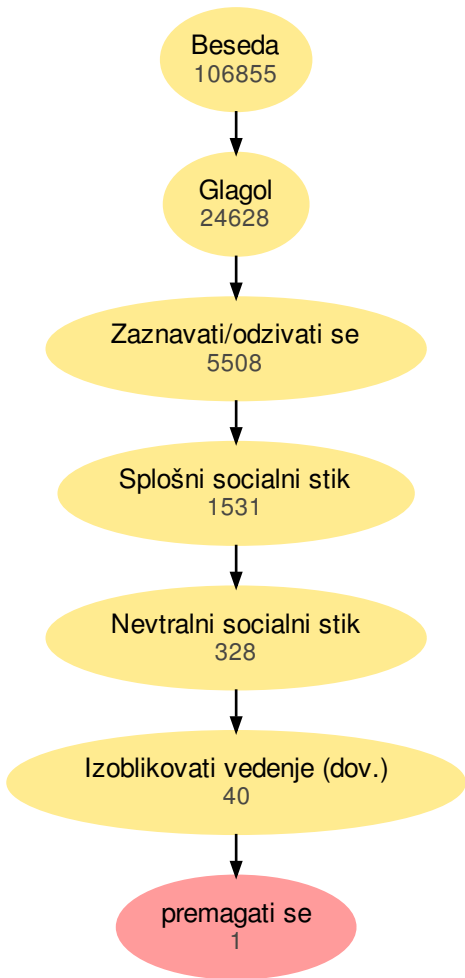 Beseda
106855
Glagol
24628
Zaznavati/odzivati se
5508
Splošni socialni stik
1531
Nevtralni socialni stik
328
Izoblikovati vedenje (dov.)
40
premagati se
1